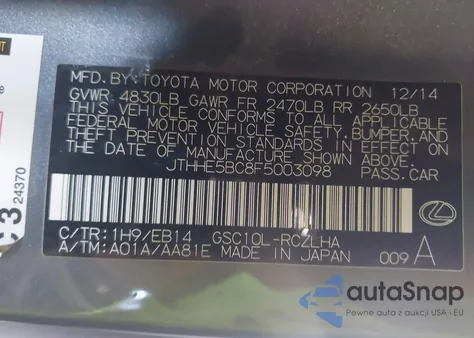 MFD. BY: TOYOTA MOTOR CORPORATION 12/14
GVWR 4830LB GAWR FR 2470LB RR 2650LB
THIS VEHICLE CONFORMS TO ALL APPLICABLE
FEDERAL MOTOR VEHICLE SAFETY, BUMPER, AND
THEFT PREVENTION STANDARDS IN EFFECT ON
THE DATE OF MANUFACTURE SHOWN ABOVE.
JTHHE5BC8F5003098 PASS. CAR
C/TR: 1H9/EB14 GSC10L-RCZLHA
A/TM: A01A/AA81E MADE IN JAPAN 009 A
24370
autoSnap
Pewne auta z aukcji USA i EU